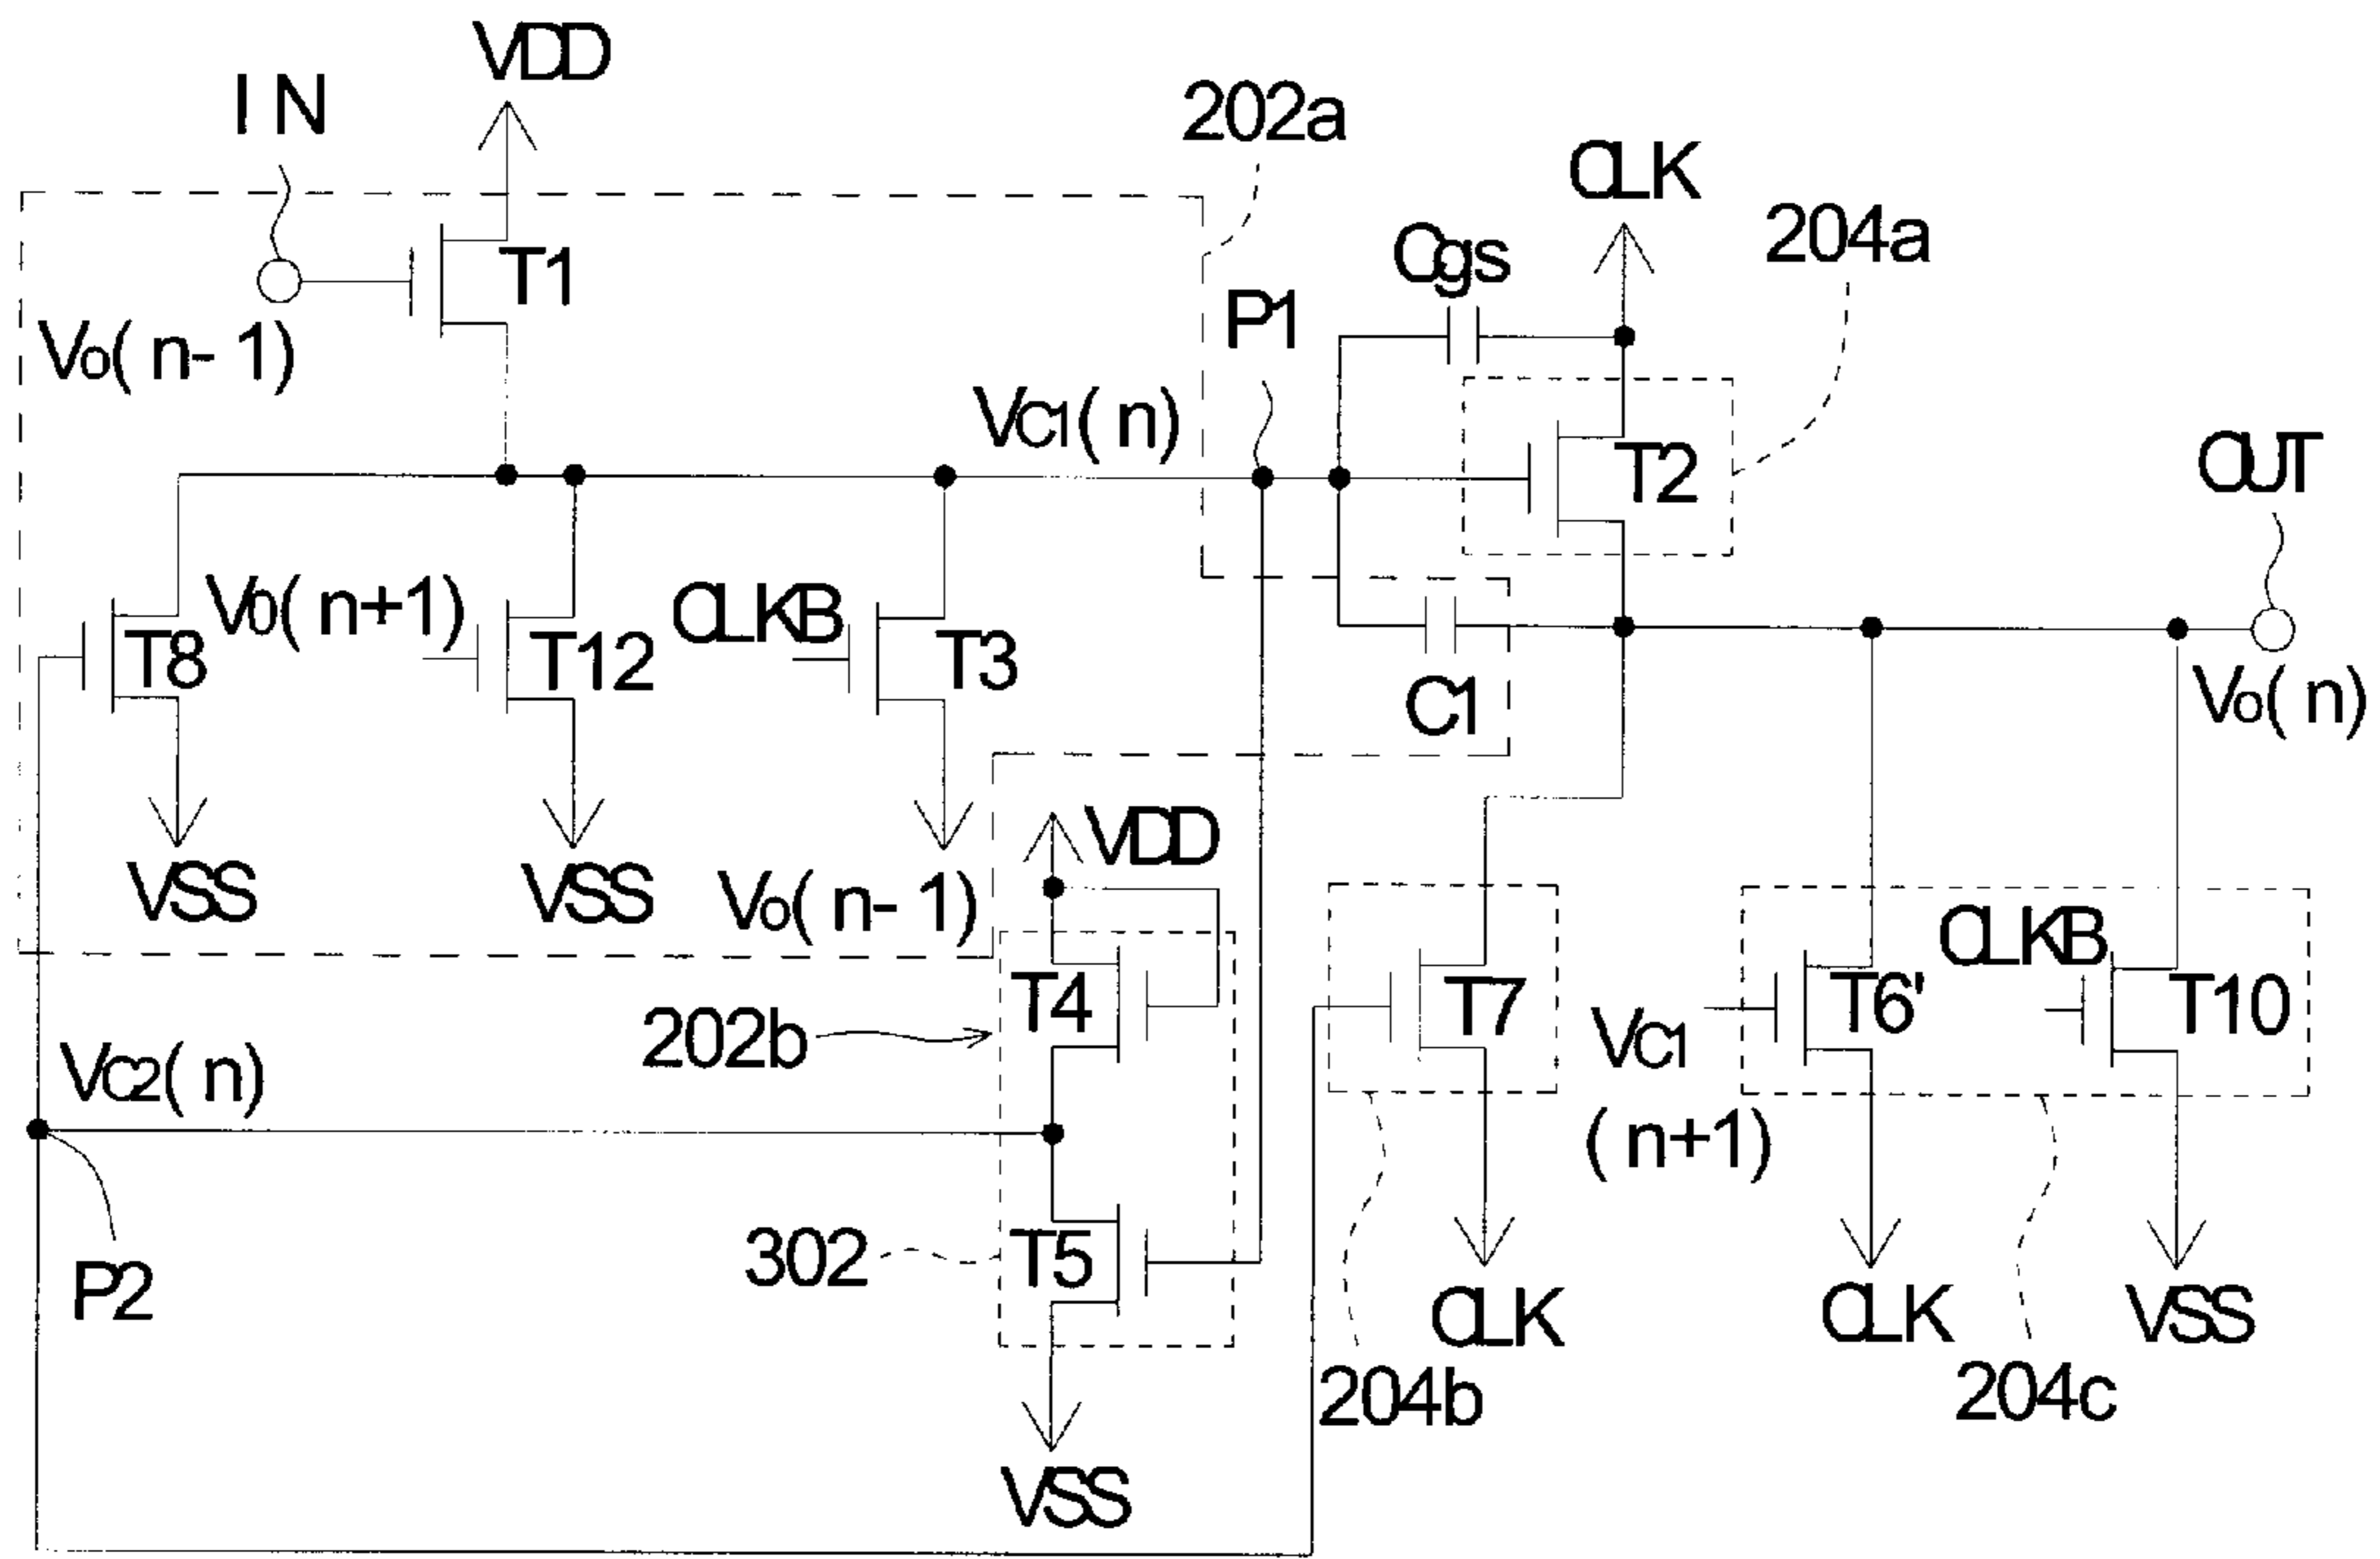 VDD
IN
202a
CLK
204a
Cgs
T1
P1
Vo(n-1)
VC1(n)
T2
OUT
Vo(n+1)
CLKB
T8
T12
T3
C1
Vo(n)
VDD
VSS
VSS
Vo(n-1)
CLKB
T4
T7
T6'
T10
202b
VC1
(n+1)
VC2(n)
302
T5
P2
CLK
CLK
VSS
204b
204c
VSS